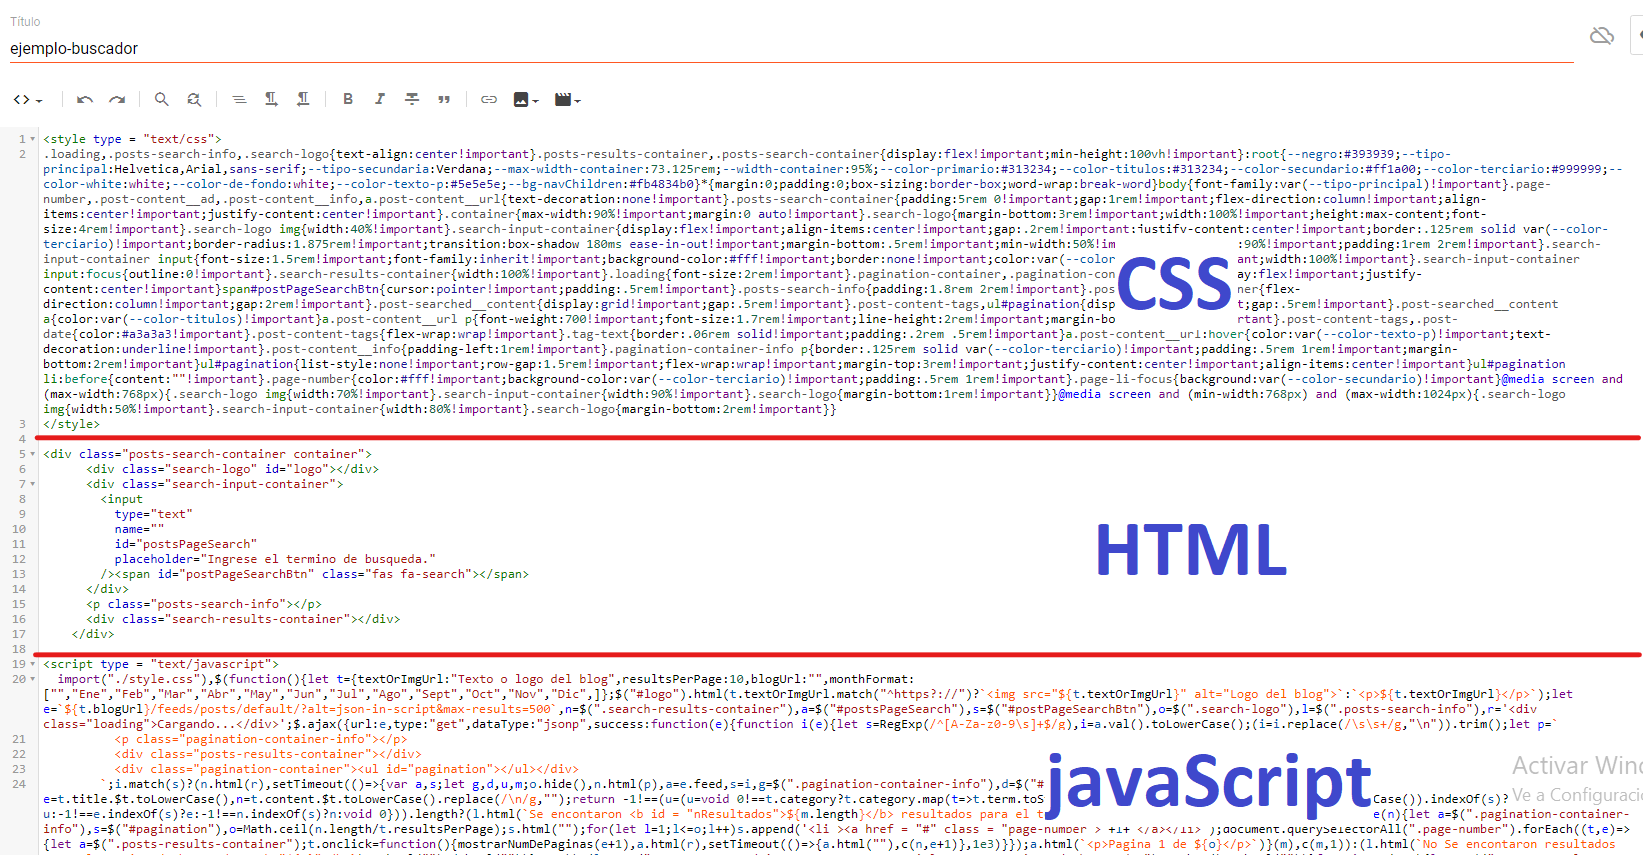 Título
ejemplo-buscador
1 <style type = "text/css">
2 .loading,.posts-search-info,.search-logo{text-align:center!important}.posts-results-container,.posts-search-container{display:flex!important;min-height:100vh!important}:root{--negro:#393939;--tipo-
principal:Helvetica,Arial,sans-serif;--tipo-secundaria:Verdana;--max-width-container:73.125rem;--width-container:95%;--color-primario:#313234;--color-titulos:#313234;--color-secundario:#ff1a00;--color-terciario:#999999;--
color-white:white;--color-de-fondo:white;--color-texto-p:#5e5e5e;--bg-navChildren:#fb4834b0}*{margin:0;padding:0;box-sizing:border-box;word-wrap:break-word}body{font-family:var(--tipo-principal)!important}.page-
number,.post-content__ad,.post-content__info,a.post-content__url{text-decoration:none!important}.posts-search-container{padding:5rem 0!important;gap:1rem!important;flex-direction:column!important;align-
items:center!important;justify-content:center!important}.container{max-width:90%!important;margin:0 auto!important}.search-logo{margin-bottom:3rem!important;width:100%!important;height:max-content;font-
size:4rem!important}.search-logo img{width:40%!important}.search-input-container{display:flex!important;align-items:center!important;gap:.2rem!important;justify-content:center!important;border:.125rem solid var(--color-
terciario)!important;border-radius:1.875rem!important;transition:box-shadow 180ms ease-in-out!important;margin-bottom:.5rem!important;min-width:50%!im :90%!important;padding:1rem 2rem!important}.search-
input-container input{font-size:1.5rem!important;font-family:inherit!important;background-color:#fff!important;border:none!important;color:var(--color nt;width:100%!important}.search-input-container
input:focus{outline:0!important}.search-results-container{width:100%!important}.loading{font-size:2rem!important}.pagination-container,.pagination-con ay:flex!important;justify-
content:center!important}span#postPageSearchBtn{cursor:pointer!important;padding:.5rem!important}.posts-search-info{padding:1.8rem 2rem!important}.pos ner{flex-
direction:column!important;gap:2rem!important}.post-searched__content{display:grid!important;gap:.5rem!important}.post-content-tags,ul#pagination{disp t;gap:.5rem!important}.post-searched__content
a{color:var(--color-titulos)!important}a.post-content__url p{font-weight:700!important;font-size:1.7rem!important;line-height:2rem!important;margin-bo .post-content-tags,.post-
date{color:#a3a3a3!important}.post-content-tags{flex-wrap:wrap!important}.tag-text{border:.06rem solid!important;padding:.2rem .5rem!important}a.post-content__url:hover{color:var(--color-texto-p)!important;text-
decoration:underline!important}.post-content__info{padding-left:1rem!important}.pagination-container-info p{border:.125rem solid var(--color-terciario)!important;padding:.5rem 1rem!important;margin-
bottom:2rem!important}ul#pagination{list-style:none!important;row-gap:1.5rem!important;flex-wrap:wrap!important;margin-top:3rem!important;justify-content:center!important;align-items:center!important}ul#pagination
li:before{content:""!important}.page-number{color:#fff!important;background-color:var(--color-terciario)!important;padding:.5rem 1rem!important}.page-li-focus{background:var(--color-secundario)!important}@media screen and
(max-width:768px){.search-logo img{width:70%!important}.search-input-container{width:90%!important}.search-logo{margin-bottom:1rem!important}}@media screen and (min-width:768px) and (max-width:1024px){.search-logo
img{width:50%!important}.search-input-container{width:80%!important}.search-logo{margin-bottom:2rem!important}}
CSS
3 </style>
4
5 <div class="posts-search-container container">
6 <div class="search-logo" id="logo"></div>
7 <div class="search-input-container">
8 <input
9 type="text"
10 name=""
11 id="postsPageSearch"
12 placeholder="Ingrese el termino de busqueda."
13 /><span id="postPageSearchBtn" class="fas fa-search"></span>
14 </div>
15 <p class="posts-search-info"></p>
16 <div class="search-results-container"></div>
17 </div>
18
HTML
19 <script type = "text/javascript">
20 import("./style.css"),$(function(){let t={textOrImgUrl:"Texto o logo del blog",resultsPerPage:10,blogUrl:"",monthFormat:
["","Ene","Feb","Mar","Abr","May","Jun","Jul","Ago","Sept","Oct","Nov","Dic",]};$("#logo").html(t.textOrImgUrl.match("^https?://")?`<img src="${t.textOrImgUrl}" alt="Logo del blog">`:`<p>${t.textOrImgUrl}</p>`);let
e=`${t.blogUrl}/feeds/posts/default/?alt=json-in-script&max-results=500`,n=$(".search-results-container"),a=$("#postsPageSearch"),s=$("#postPageSearchBtn"),o=$(".search-logo"),l=$(".posts-search-info"),r='<div
class="loading">Cargando...</div>';$.ajax({url:e,type:"get",dataType:"jsonp",success:function(e){function i(e){let s=RegExp(/^[A-Za-z0-9\s]+$/g),i=a.val().toLowerCase();(i=i.replace(/\s\s+/g,"\n")).trim();let p=`
21 <p class="pagination-container-info"></p>
22 <div class="posts-results-container"></div>
23 <div class="pagination-container"><ul id="pagination"></ul></div>
24 `;i.match(s)?(n.html(r),setTimeout(()=>{var a,s;let g,d,u,m;o.hide(),n.html(p),a=e.feed,s=i,g=$(".pagination-container-info"),d=$("#
e=t.title.$t.toLowerCase(),n=t.content.$t.toLowerCase().replace(/\n/g,"");return -1!==(u=(u=void 0!==t.category?t.category.map(t=>t.term.toS Case()).indexOf(s)?
u:-1!==e.indexOf(s)?e:-1!==n.indexOf(s)?n:void 0})).length?(l.html(`Se encontaron <b id = "nResultados">${m.length}</b> resultados para el t e(n){let a=$(".pagination-container-
info"),s=$("#pagination"),o=Math.ceil(n.length/t.resultsPerPage);s.html("");for(let l=1;l<=o;l++)s.append('<li ><a href = "#" class = "page-number > document.querySelectorAll(".page-number").forEach((t,e)=>
{let a=$(".posts-results-container");t.onclick=function(){mostrarNumDePaginas(e+1),a.html(r),setTimeout(()=>{a.html(""),c(n,e+1)},1e3)}});a.html(`<p>Pagina 1 de ${o}</p>`)}(m),c(m,1)):(l.html(`No Se encontaron resultados
javaScript
Activar Wind
Ve a Configuració